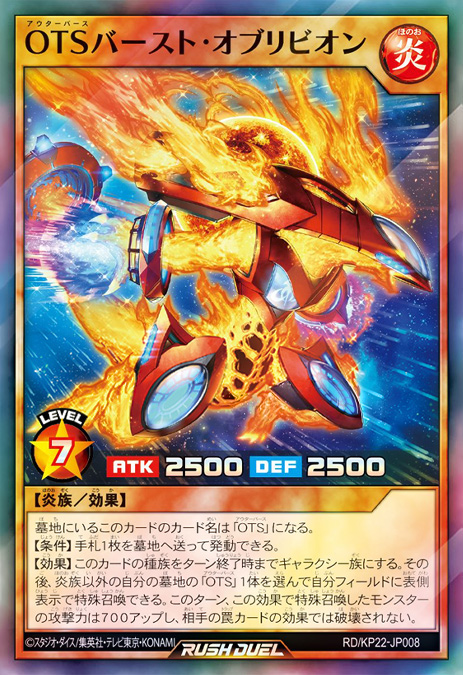 アウターバース
OTSバースト・オブリビオン
ほのお
炎
LEVEL
7
ATK 2500 DEF 2500
【炎族／効果】
墓地にいるこのカードのカード名は「OTS」になる。
【条件】手札1枚を墓地へ送って発動できる。
【効果】このカードの種族をターン終了時までギャラクシー族にする。その
後、炎族以外の自分の墓地の「OTS」1体を選んで自分フィールドに表側
表示で特殊召喚できる。このターン、この効果で特殊召喚したモンスター
の攻撃力は700アップし、相手の罠カードの効果では破壊されない。
©スタジオ・ダイス/集英社・テレビ東京・KONAMI
RUSH DUEL
RD/KP22-JP008